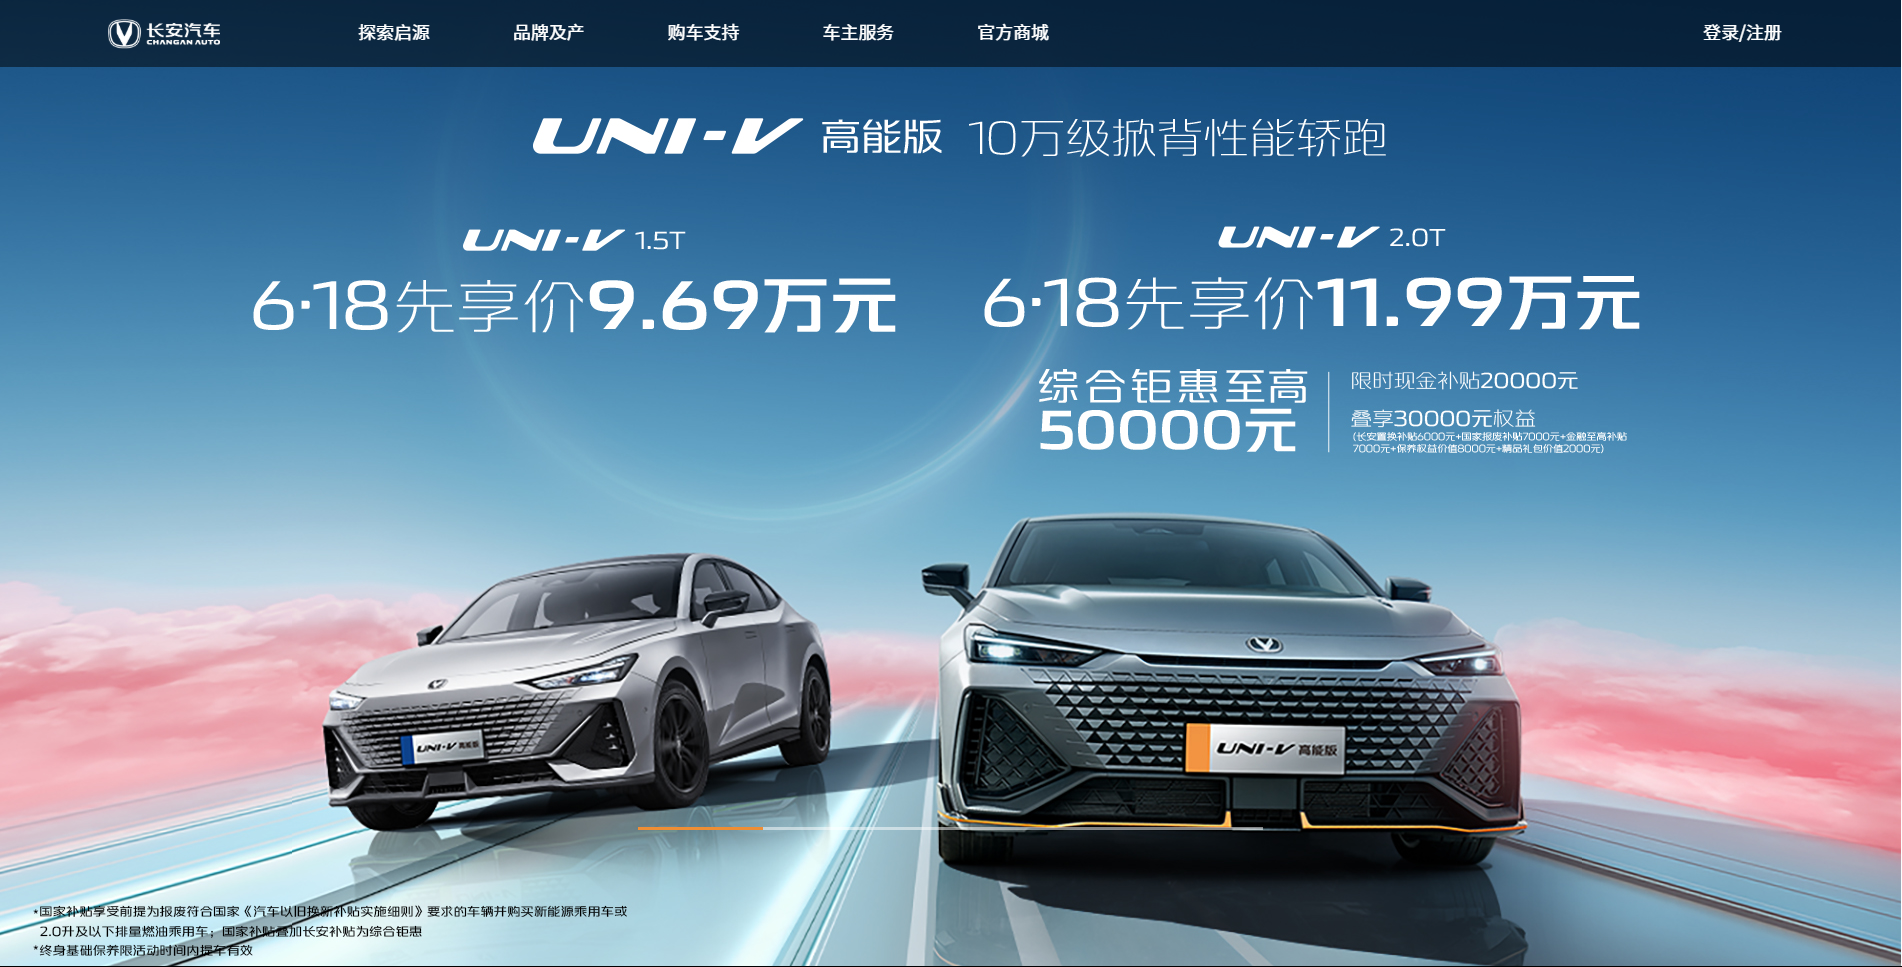 长安汽车
CHANGAN AUTO
探索启源 品牌及产 购车支持 车主服务 官方商城 登录/注册
UNI-V 高能版 10万级掀背性能轿跑
UNI-V 1.5T
6·18先享价9.69万元
UNI-V 2.0T
6·18先享价11.99万元
综合钜惠至高
50000元
限时现金补贴20000元
叠享30000元权益
(长安置换补贴6000元+国家报废补贴7000元+金融至高补贴
7000元+保养权益价值8000元+精品礼包价值2000元)
UNI-V 高能版
UNI-V 高能版
*国家补贴享受前提为报废符合国家《汽车以旧换新补贴实施细则》要求的车辆并购买新能源乘用车或
2.0升及以下排量燃油乘用车；国家补贴叠加长安补贴为综合钜惠
*终身基础保养限活动时间内提车有效